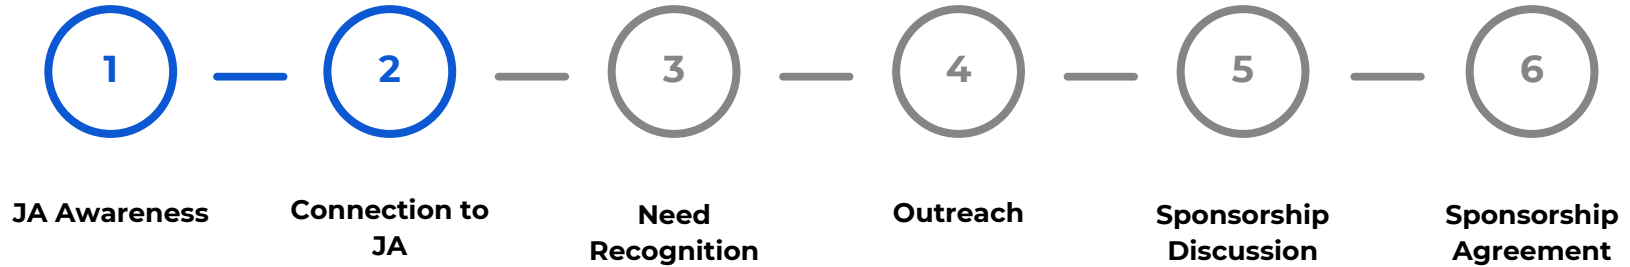 1
2
3
4
5
6
JA Awareness
Connection to
JA
Need
Recognition
Outreach
Sponsorship
Discussion
Sponsorship
Agreement